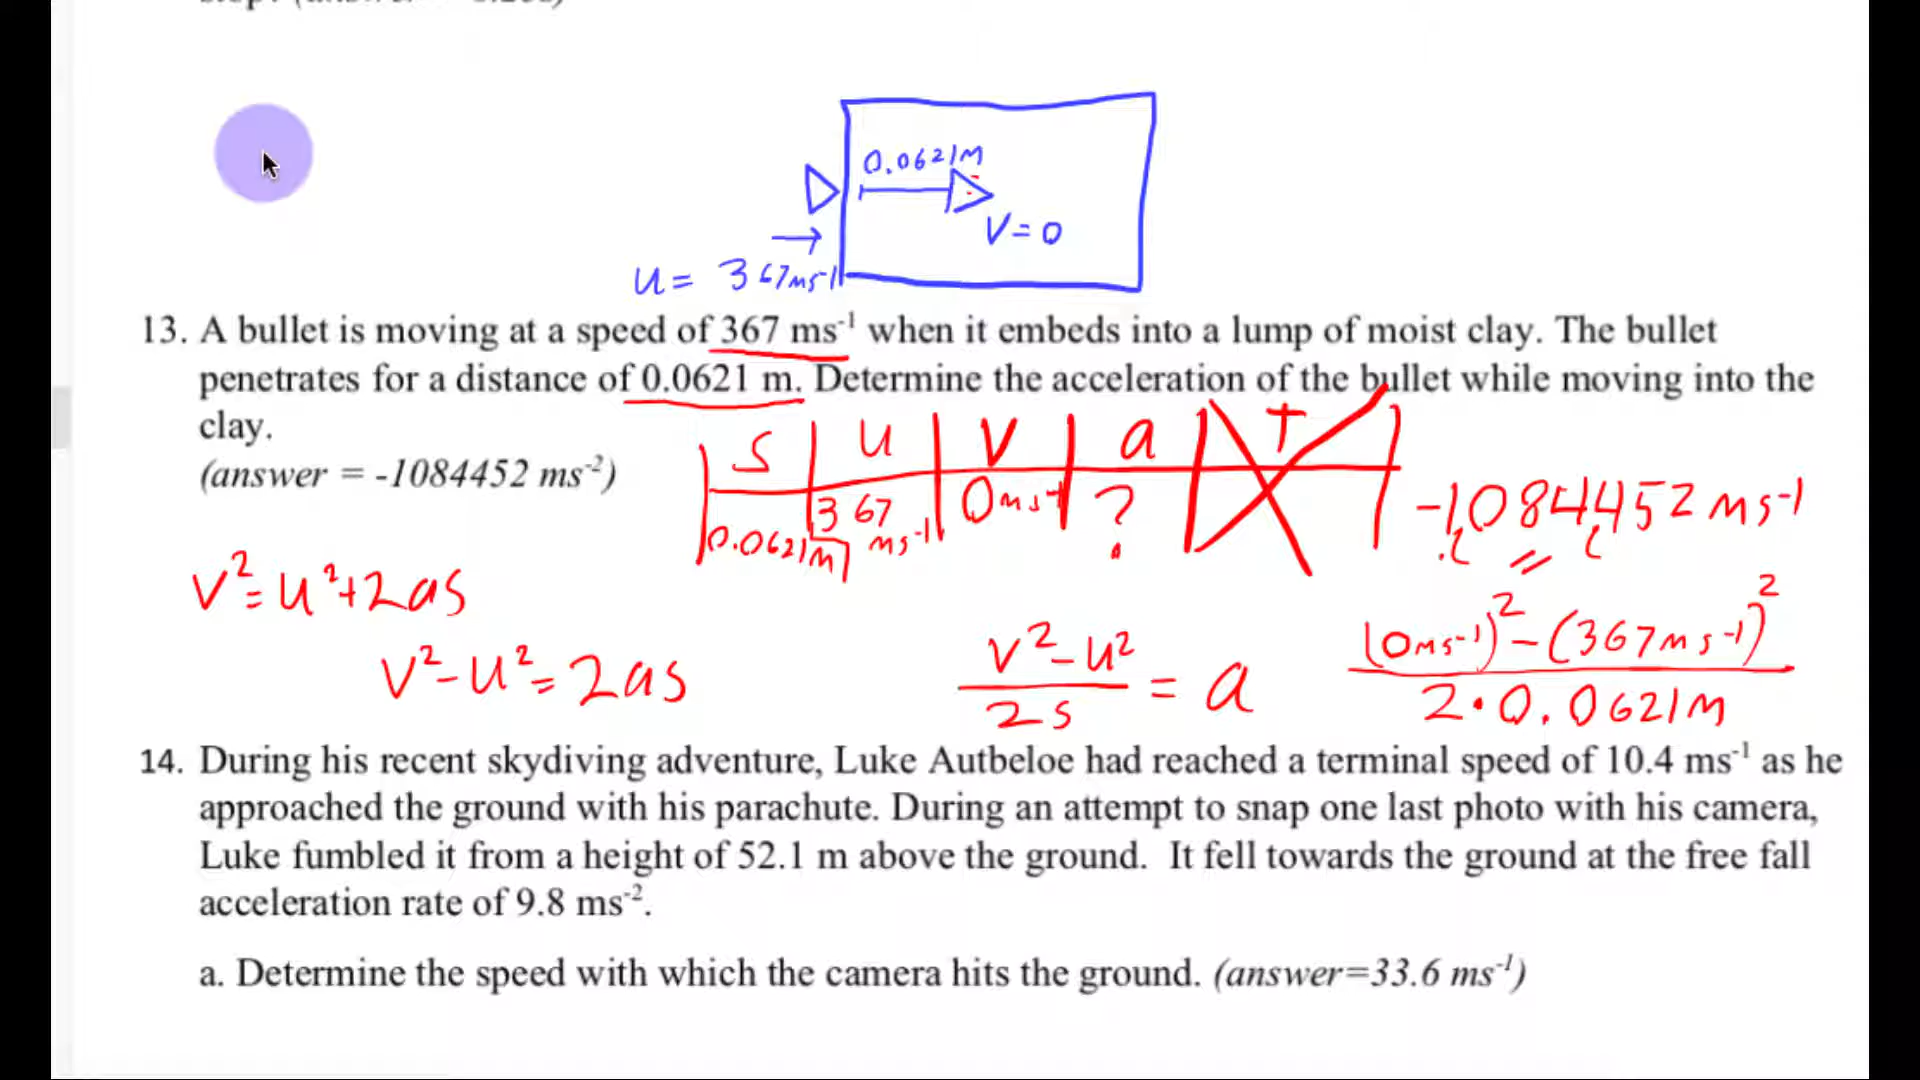 0.0621m
V=0
u= 367ms-1
13. A bullet is moving at a speed of 367 ms⁻¹ when it embeds into a lump of moist clay. The bullet
penetrates for a distance of 0.0621 m. Determine the acceleration of the bullet while moving into the
clay.
(answer = -1084452 ms⁻²)
s u v a t
0.0621m 367 ms-1 0ms-1 ?
-1,084,452 ms-1
v²=u²+2as
v²-u²=2as
v²-u²
2s
= a
(0ms-1)²-(367ms-1)²
2•0.0621m
14. During his recent skydiving adventure, Luke Autbeloe had reached a terminal speed of 10.4 ms⁻¹ as he
approached the ground with his parachute. During an attempt to snap one last photo with his camera,
Luke fumbled it from a height of 52.1 m above the ground. It fell towards the ground at the free fall
acceleration rate of 9.8 ms⁻².
a. Determine the speed with which the camera hits the ground. (answer=33.6 ms⁻¹)